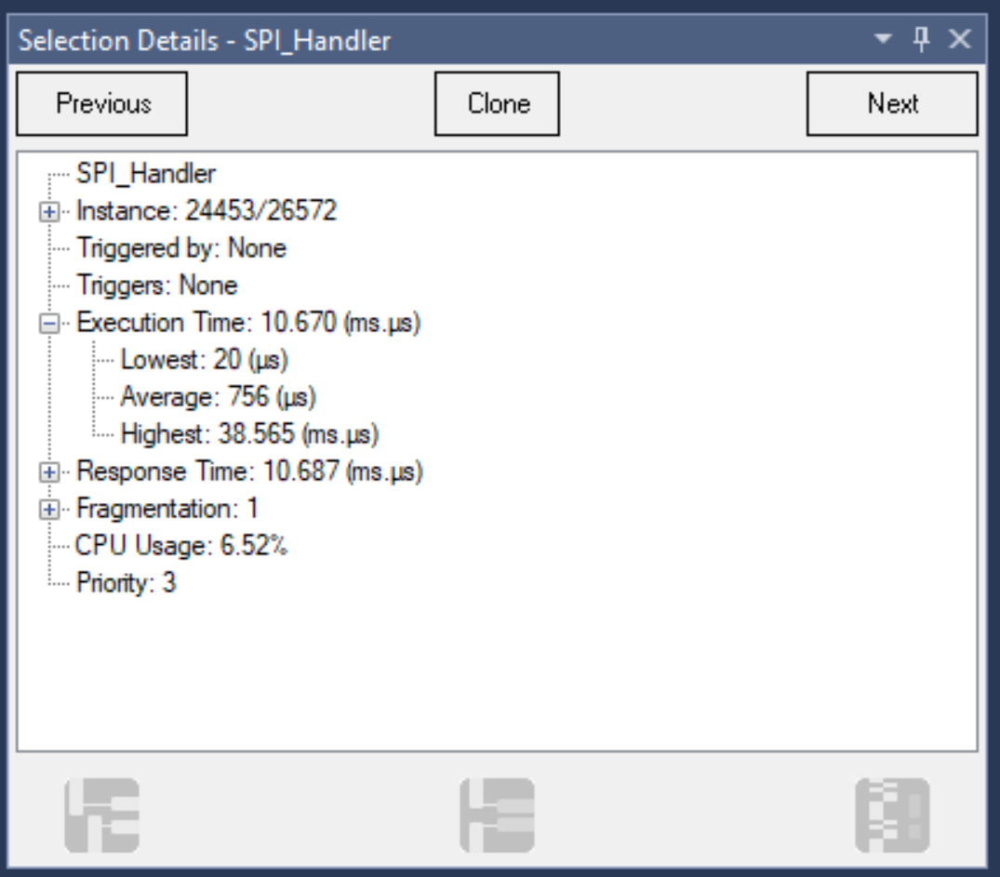 Selection Details - SPI_Handler
Previous Clone Next
SPI_Handler
Instance: 24453/26572
Triggered by: None
Triggers: None
Execution Time: 10.670 (ms.µs)
Lowest: 20 (µs)
Average: 756 (µs)
Highest: 38.565 (ms.µs)
Response Time: 10.687 (ms.µs)
Fragmentation: 1
CPU Usage: 6.52%
Priority: 3